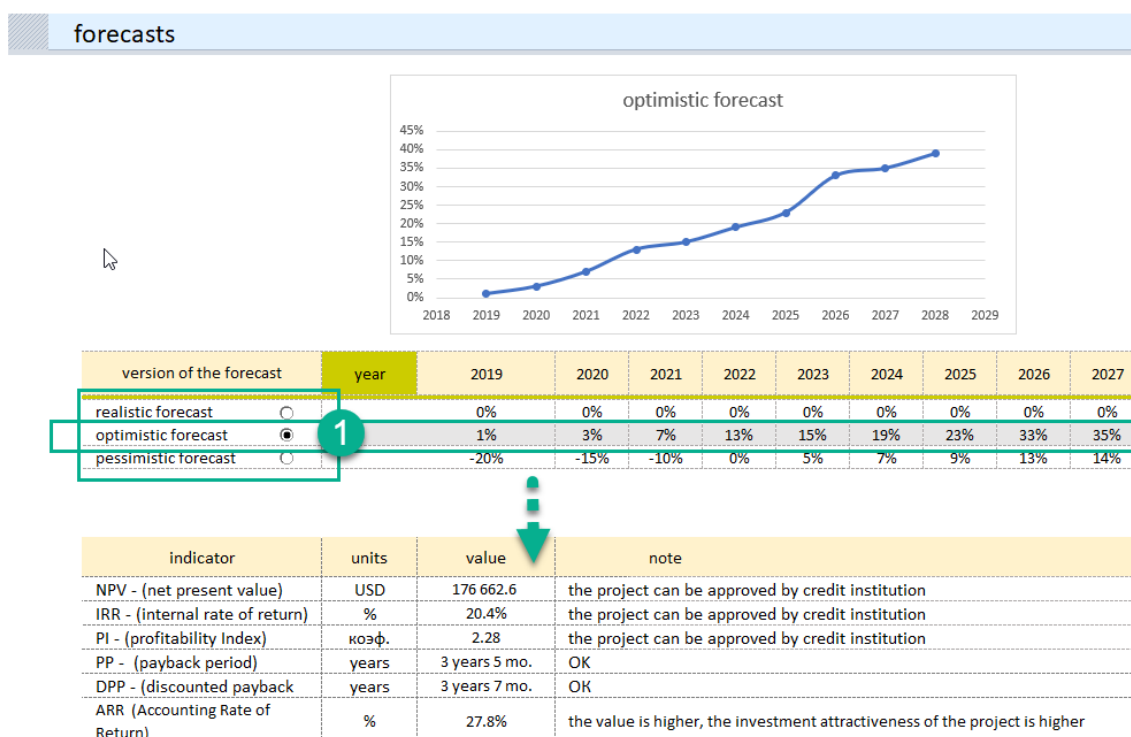 forecasts
optimistic forecast
45%
40%
35%
30%
25%
20%
15%
10%
5%
0%
2018 2019 2020 2021 2022 2023 2024 2025 2026 2027 2028 2029
version of the forecast year 2019 2020 2021 2022 2023 2024 2025 2026 2027
realistic forecast 0% 0% 0% 0% 0% 0% 0% 0% 0%
optimistic forecast 1 1% 3% 7% 13% 15% 19% 23% 33% 35%
pessimistic forecast -20% -15% -10% 0% 5% 7% 9% 13% 14%
indicator units value note
NPV - (net present value) USD 176 662.6 the project can be approved by credit institution
IRR - (internal rate of return) % 20.4% the project can be approved by credit institution
PI - (profitability Index) коэф. 2.28 the project can be approved by credit institution
PP - (payback period) years 3 years 5 mo. OK
DPP - (discounted payback years 3 years 7 mo. OK
ARR (Accounting Rate of
Return) % 27.8% the value is higher, the investment attractiveness of the project is higher